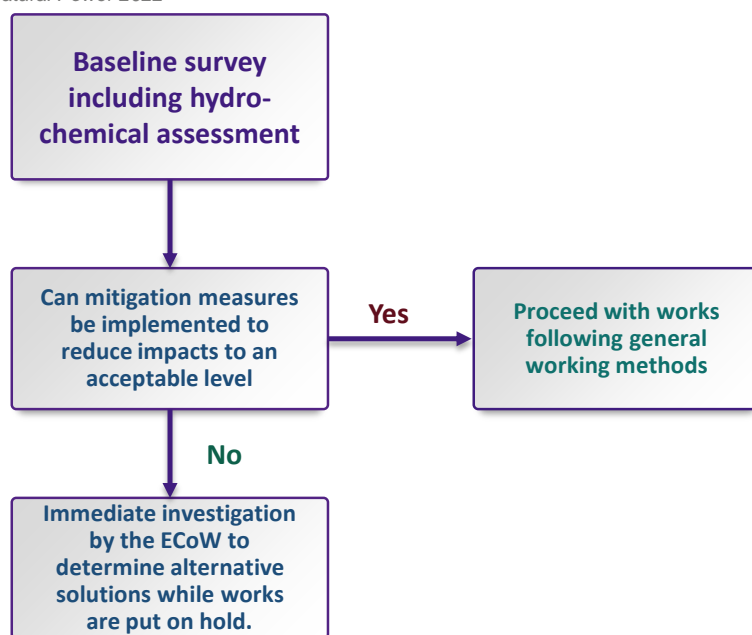 Baseline survey
including hydro-
chemical assessment
Can mitigation measures
be implemented to
reduce impacts to an
acceptable level
Yes
Proceed with works
following general
working methods
No
Immediate investigation
by the ECoW to
determine alternative
solutions while works
are put on hold.